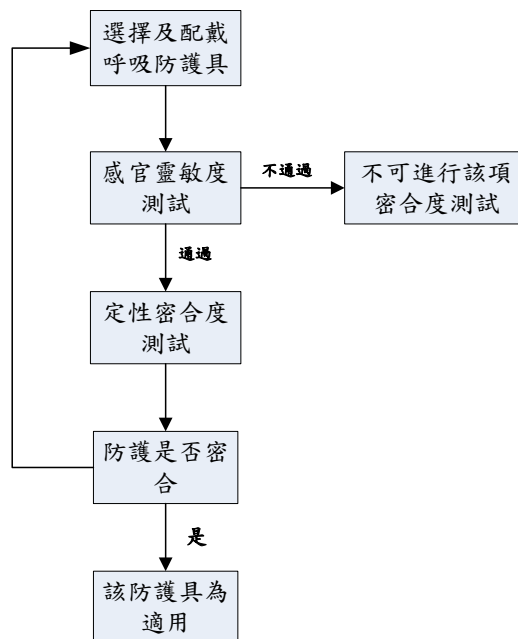 選擇及配戴
呼吸防護具
感官靈敏度
測試
不通過
不可進行該項
密合度測試
通過
定性密合度
測試
防護是否密
合
是
該防護具為
適用